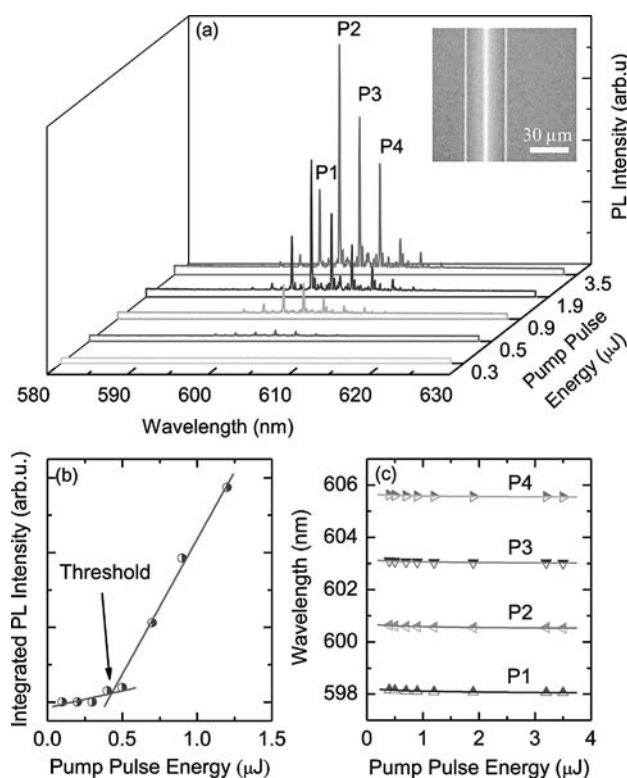 (a)
P2
P3
P4
P1
30 μm
PL Intensity (arb.u)
3.5
1.9
0.9
0.5
0.3
Pump Pulse
Energy (μJ)
580 590 600 610 620 630
Wavelength (nm)
(b)
Threshold
Integrated PL Intensity (arb.u.)
0.0 0.5 1.0 1.5
Pump Pulse Energy (μJ)
(c)
606
604
602
600
598
Wavelength (nm)
P4
P3
P2
P1
0 1 2 3 4
Pump Pulse Energy (μJ)